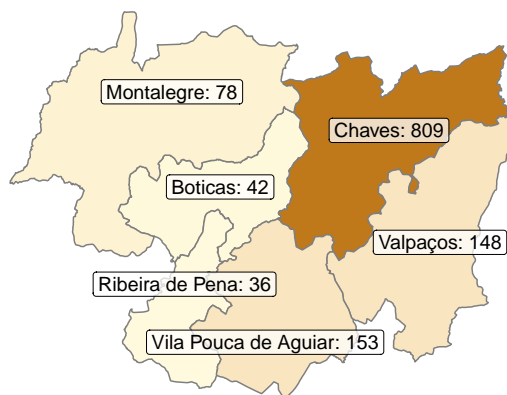 Montalegre: 78
Chaves: 809
Boticas: 42
Valpaços: 148
Ribeira de Pena: 36
Vila Pouca de Aguiar: 153